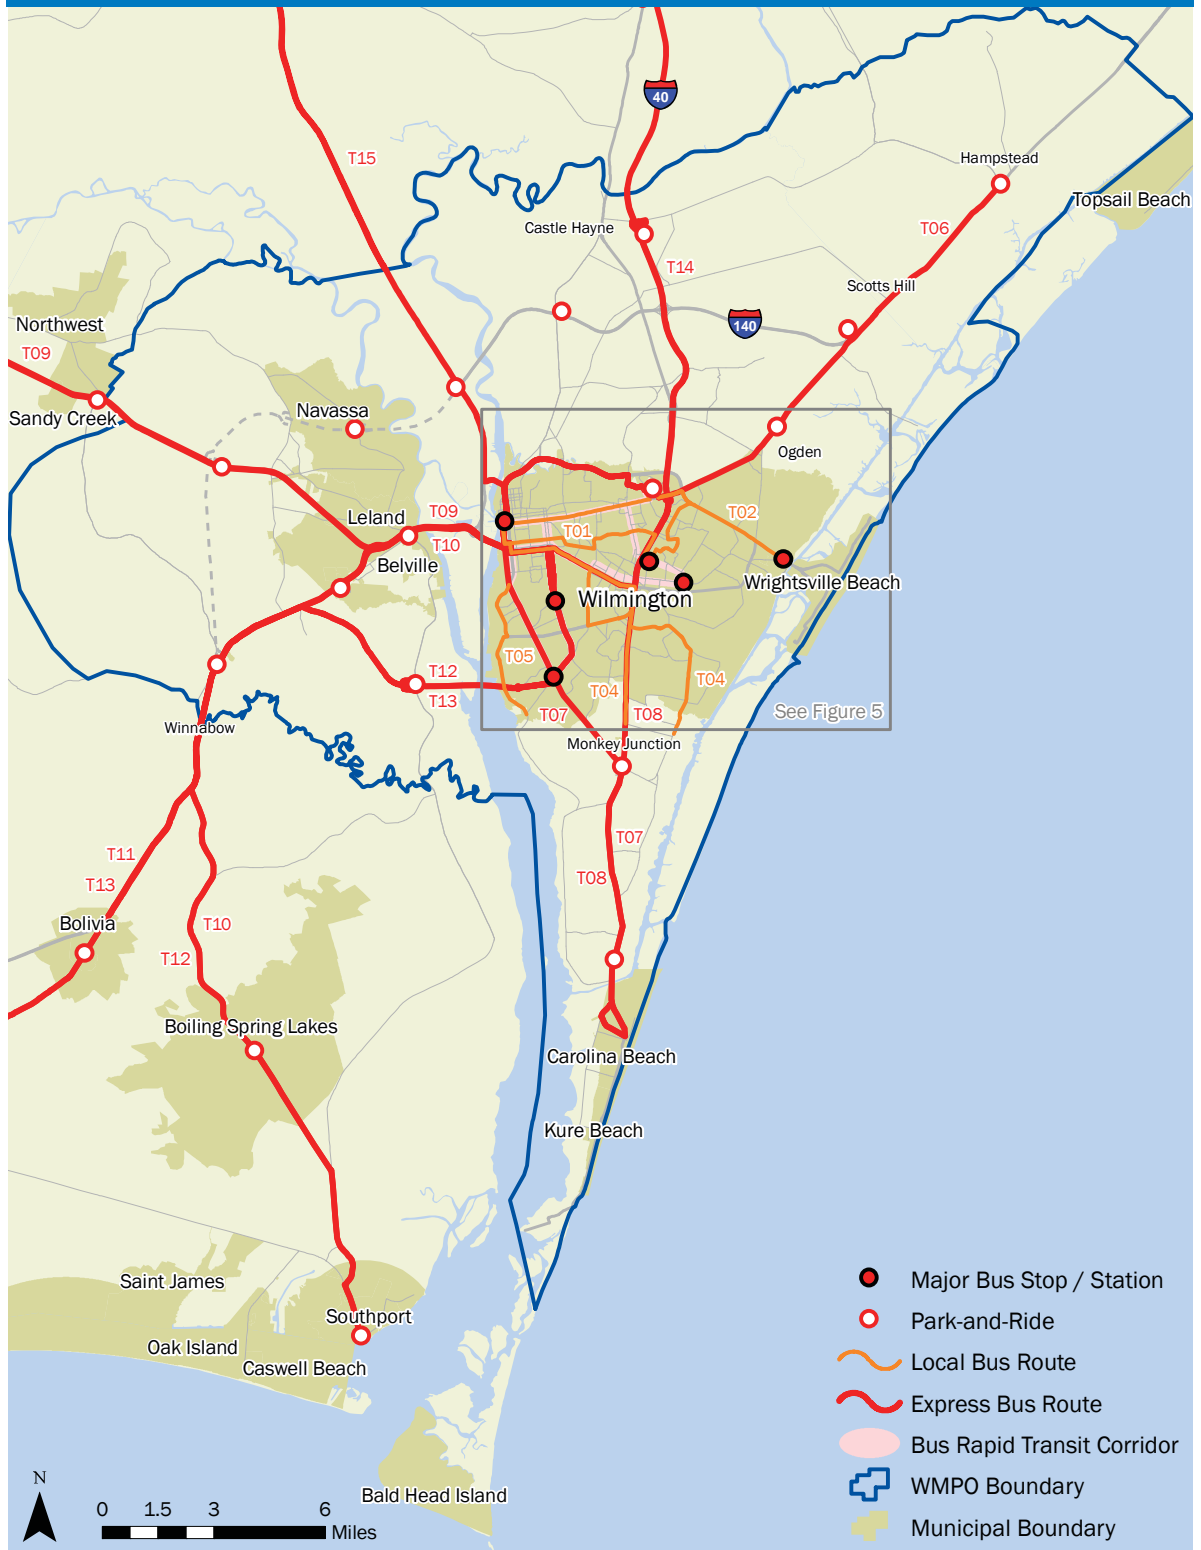 40
Hampstead
T15
Topsail Beach
Castle Hayne
T06
T14
Scotts Hill
140
Northwest
T09
Sandy Creek
Navassa
Ogden
Leland
T09
T10
T01
T02
Belville
Wrightsville Beach
Wilmington
T05
T12
T13
T04
T04
T07
T08
See Figure 5
Winnabow
Monkey Junction
T07
T11
T08
T13
Bolivia
T10
T12
Boiling Spring Lakes
Carolina Beach
Kure Beach
Saint James
Southport
Oak Island
Caswell Beach
Bald Head Island
Major Bus Stop / Station
Park-and-Ride
Local Bus Route
Express Bus Route
Bus Rapid Transit Corridor
WMPO Boundary
Municipal Boundary
N
0 1.5 3 6
Miles